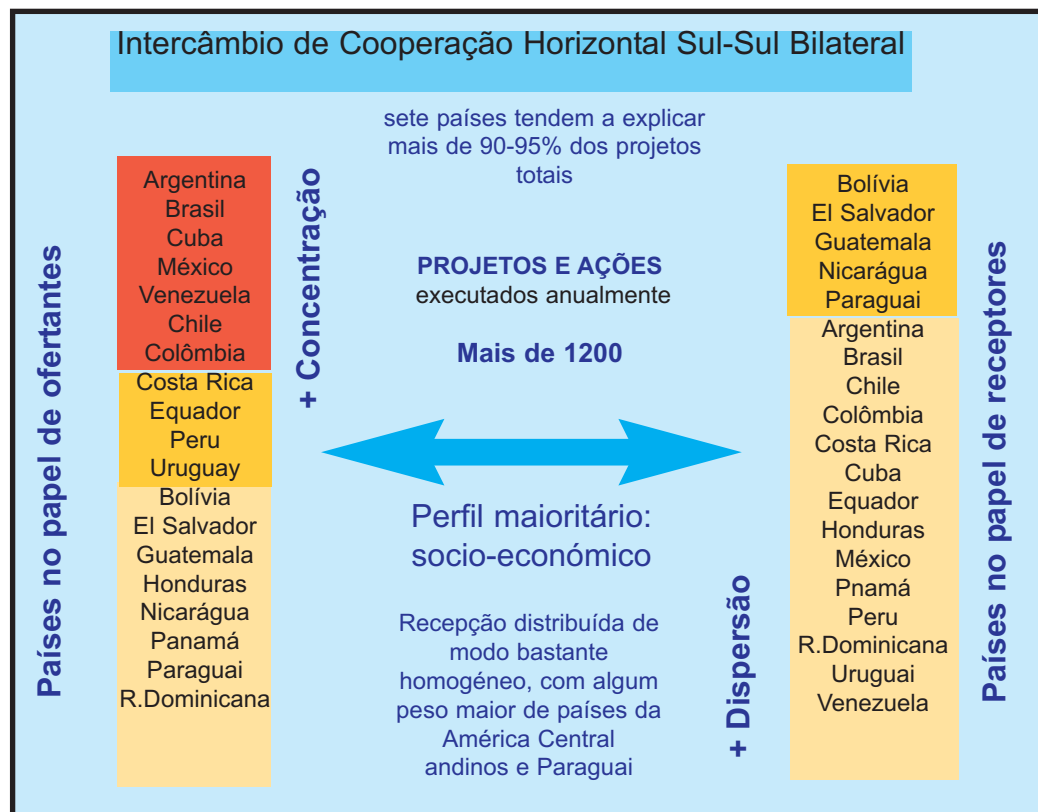 Intercâmbio de Cooperação Horizontal Sul-Sul Bilateral
Países no papel de ofertantes
Argentina
Brasil
Cuba
México
Venezuela
Chile
Colômbia
Costa Rica
Equador
Peru
Uruguay
Bolívia
El Salvador
Guatemala
Honduras
Nicarágua
Panamá
Paraguai
R.Dominicana
+ Concentração
sete países tendem a explicar
mais de 90-95% dos projetos
totais
PROJETOS E AÇÕES
executados anualmente
Mais de 1200
Perfil maioritário:
socio-económico
Recepção distribuída de
modo bastante
homogéneo, com algum
peso maior de países da
América Central
andinos e Paraguai
+ Dispersão
Bolívia
El Salvador
Guatemala
Nicarágua
Paraguai
Argentina
Brasil
Chile
Colômbia
Costa Rica
Cuba
Equador
Honduras
México
Pnamá
Peru
R.Dominicana
Uruguai
Venezuela
Países no papel de receptores